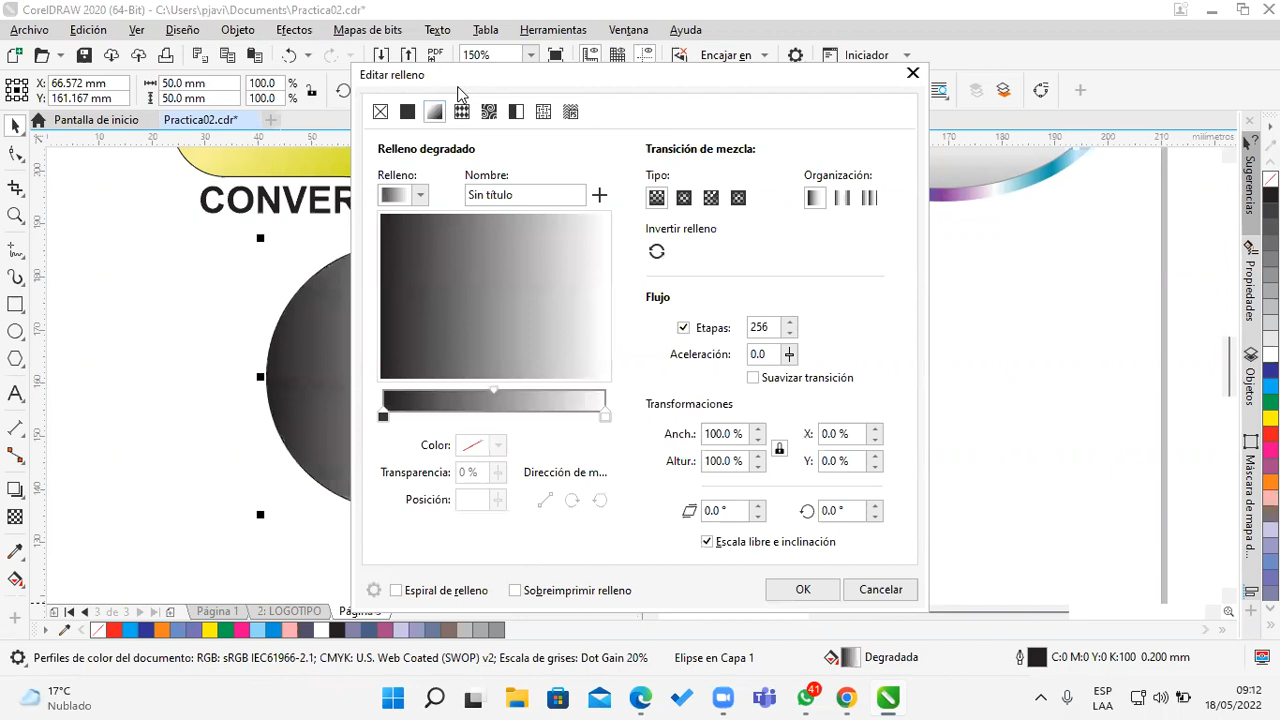 CorelDRAW 2020 (64-Bit) - C:\Users\pjavi\Documents\Practica02.cdr*
Archivo Edición Ver Diseño Objeto Efectos Mapas de bits Texto Tabla Herramientas Ventana Ayuda
PDF 150% Encajar en Iniciador
X: 66.572 mm 50.0 mm 100.0 %
Y: 161.167 mm 50.0 mm 100.0 %
Pantalla de inicio Practica02.cdr*
milímetros
CONVER
Editar relleno
Relleno degradado
Relleno: Nombre:
Sin título
Color:
Transparencia: 0 % Dirección de m...
Posición:
Transición de mezcla:
Tipo: Organización:
Invertir relleno
Flujo
Etapas: 256
Aceleración: 0.0
Suavizar transición
Transformaciones
Anch.: 100.0 % X: 0.0 %
Altur.: 100.0 % Y: 0.0 %
0.0 ° 0.0 °
Escala libre e inclinación
Espiral de relleno Sobreimprimir relleno OK Cancelar
Sugerencias
Propiedades
Objetos
Máscara de mapa d...
3 de 3 Página 1 2: LOGOTIPO
Perfiles de color del documento: RGB: sRGB IEC61966-2.1; CMYK: U.S. Web Coated (SWOP) v2; Escala de grises: Dot Gain 20% Elipse en Capa 1 Degradada C:0 M:0 Y:0 K:100 0.200 mm
17°C
Nublado
41
ESP
LAA
09:12
18/05/2022